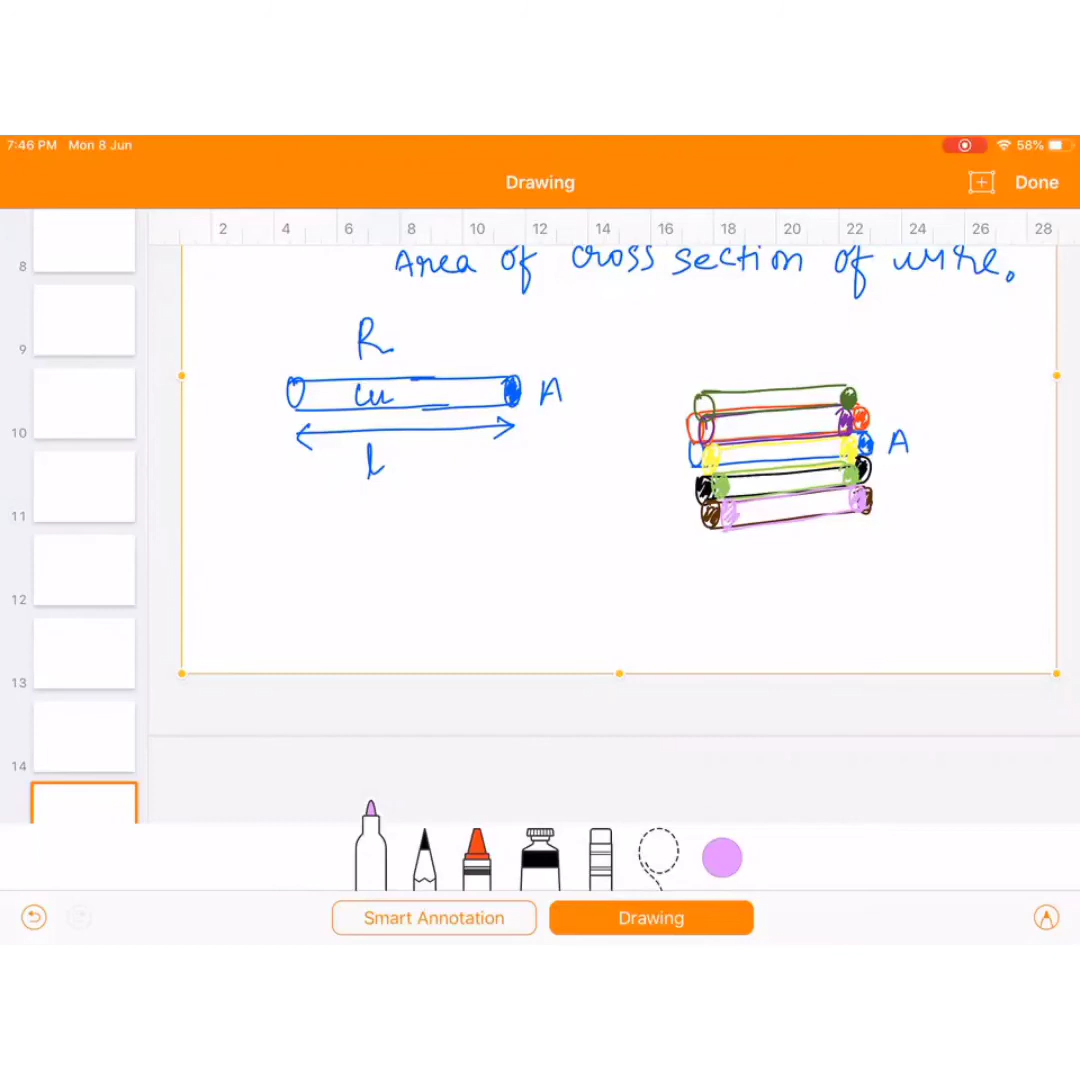 7:46 PM Mon 8 Jun
58%
Drawing
Done
2 4 6 8 10 12 14 16 18 20 22 24 26 28
Area of cross section of wire.
R
Cu
A
l
A
8
9
10
11
12
13
14
Smart Annotation
Drawing